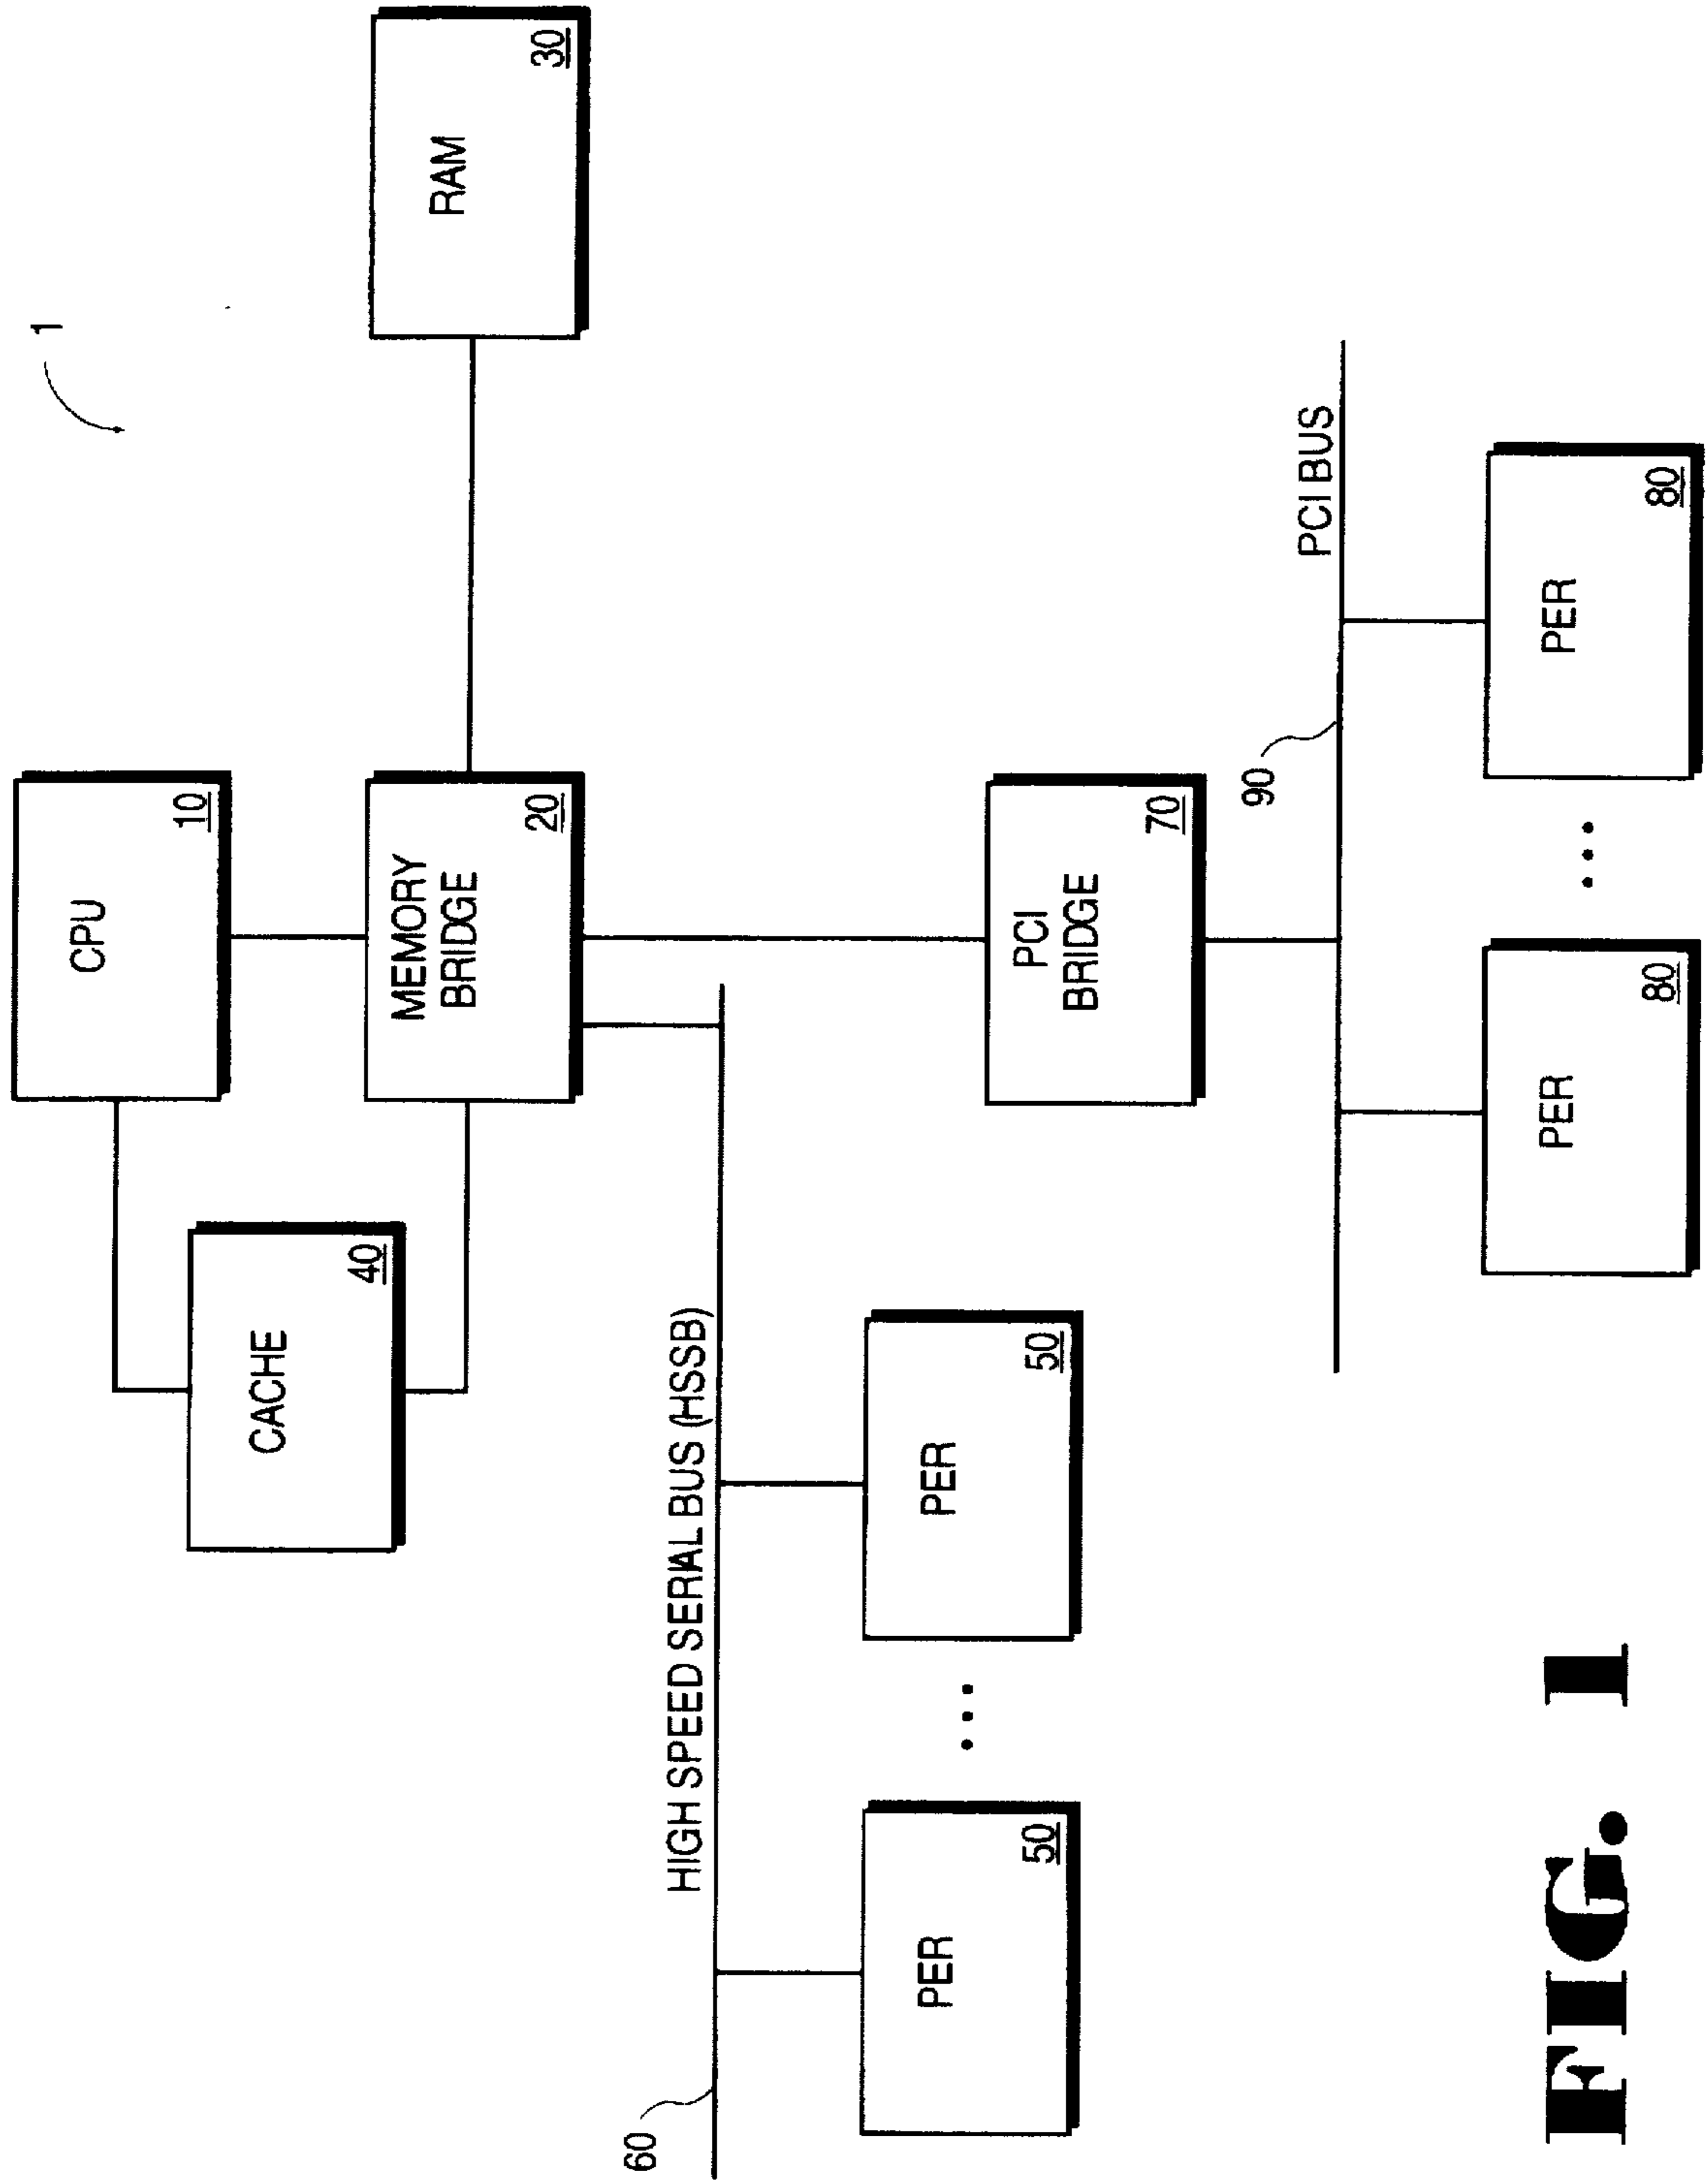 1
CPU
10
CACHE
40
MEMORY
BRIDGE
20
RAM
30
HIGH SPEED SERIAL BUS (HSSB)
60
PER
50
...
PER
50
PCI
BRIDGE
70
PCI BUS
90
PER
80
...
PER
80
FIG. 1